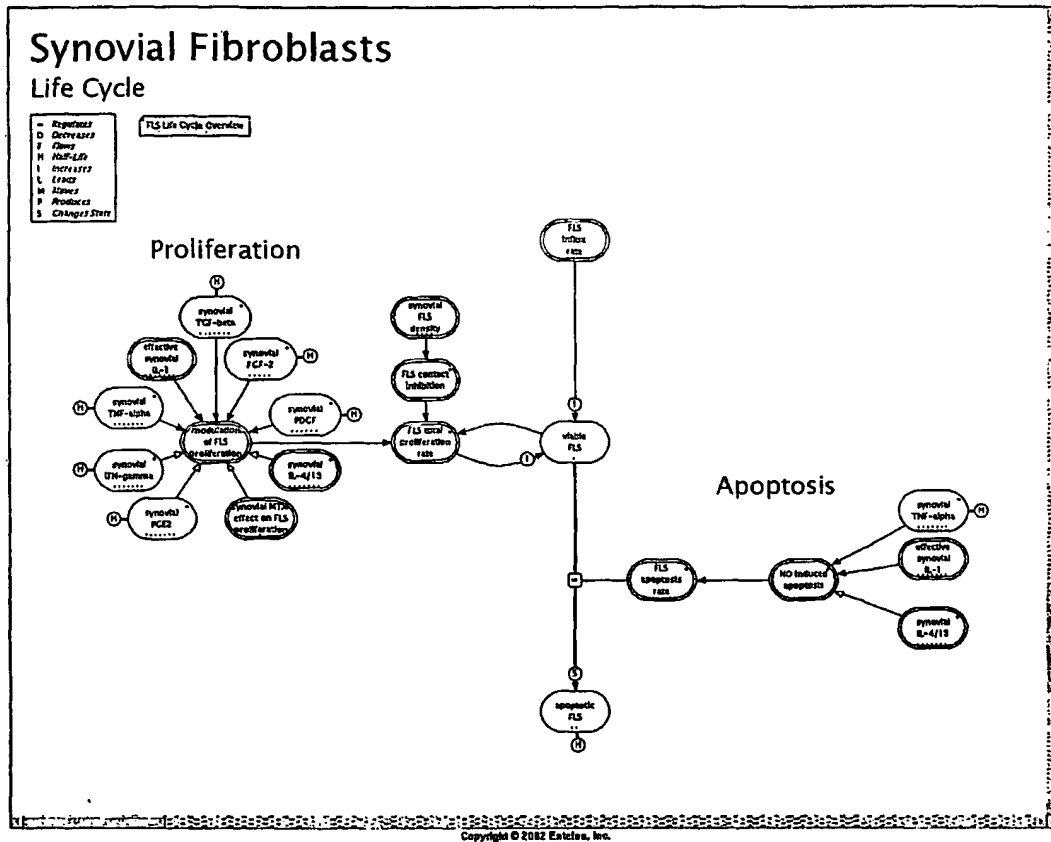 Synovial Fibroblasts
Life Cycle
= Regulates
D Decreases
F Flows
H Half-Life
I Increases
L Leads
M Moves
P Produces
S Changes State
FLS Life Cycle Overview
FLS
influx
rate
Proliferation
H
synovial
TGF-beta
synovial
FLS
density
effective
synovial
IL-1
synovial
FGF-2
H
FLS contact
inhibition
H
synovial
TNF-alpha
synovial
PDGF
H
I
modulation
of FLS
proliferation
FLS total
proliferation
rate
viable
FLS
I
H
synovial
IFN-gamma
synovial
IL-4/13
H
synovial
PGE2
synovial MTX
effect on FLS
proliferation
Apoptosis
synovial
TNF-alpha
H
effective
synovial
IL-1
=
FLS
apoptosis
rate
NO induced
apoptosis
synovial
IL-4/13
S
apoptotic
FLS
H
Copyright © 2002 Entelos, Inc.